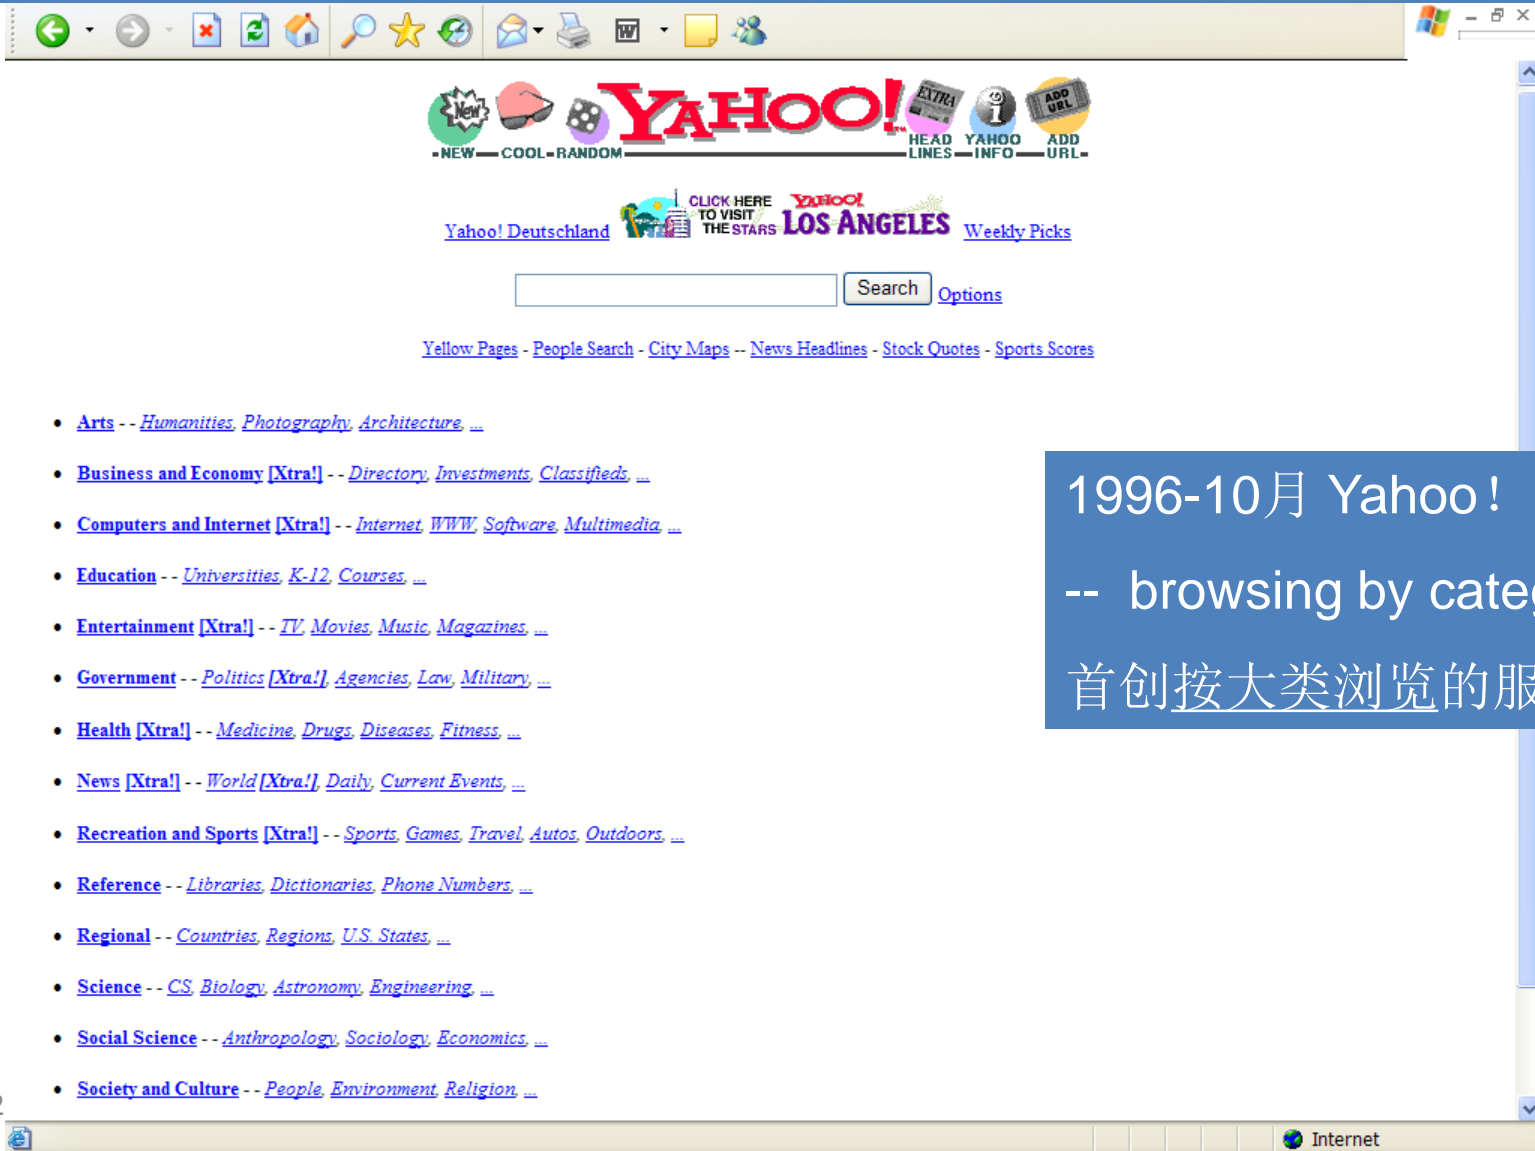 New
YAHOO!
EXTRA
ADD URL
NEW COOL RANDOM
HEAD LINES
YAHOO INFO
ADD URL
Yahoo! Deutschland
CLICK HERE
TO VISIT
THE STARS
YAHOO!
LOS ANGELES
Weekly Picks
Search Options
Yellow Pages - People Search - City Maps -- News Headlines - Stock Quotes - Sports Scores
• Arts - - Humanities, Photography, Architecture, ...
• Business and Economy [Xtra!] - - Directory, Investments, Classifieds, ...
• Computers and Internet [Xtra!] - - Internet, WWW, Software, Multimedia, ...
• Education - - Universities, K-12, Courses, ...
• Entertainment [Xtra!] - - TV, Movies, Music, Magazines, ...
• Government - - Politics [Xtra!], Agencies, Law, Military, ...
• Health [Xtra!] - - Medicine, Drugs, Diseases, Fitness, ...
• News [Xtra!] - - World [Xtra!], Daily, Current Events, ...
• Recreation and Sports [Xtra!] - - Sports, Games, Travel, Autos, Outdoors, ...
• Reference - - Libraries, Dictionaries, Phone Numbers, ...
• Regional - - Countries, Regions, U.S. States, ...
• Science - - CS, Biology, Astronomy, Engineering, ...
• Social Science - - Anthropology, Sociology, Economics, ...
• Society and Culture - - People, Environment, Religion, ...
1996-10月 Yahoo！
-- browsing by
首创按大类浏览的服
Internet